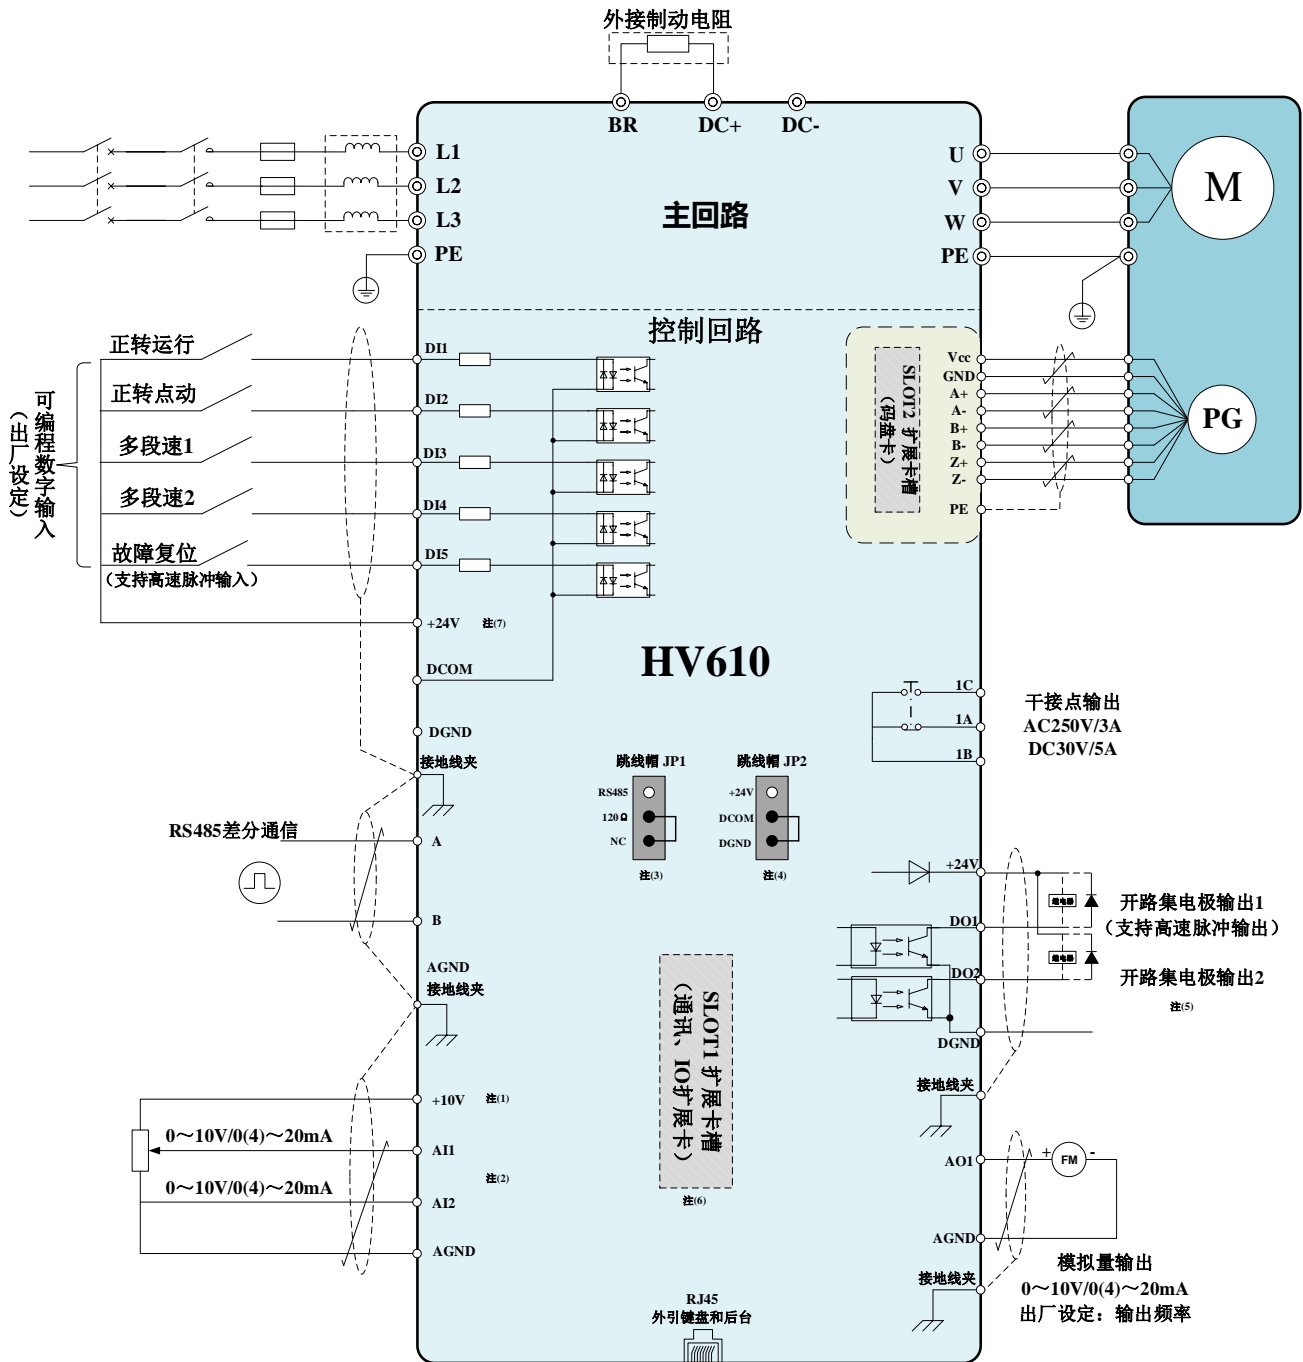 外接制动电阻
BR
DC+
DC-
L1
L2
L3
PE
主回路
U
V
W
PE
M
控制回路
可编程数字输入
（出厂设定）
正转运行
正转点动
多段速1
多段速2
故障复位
（支持高速脉冲输入）
DI1
DI2
DI3
DI4
DI5
+24V
注(7)
DCOM
DGND
接地线夹
SLOT2 扩展卡槽
（码盘卡）
Vcc
GND
A+
A-
B+
B-
Z+
Z-
PE
PG
HV610
1C
1A
1B
干接点输出
AC250V/3A
DC30V/5A
跳线帽 JP1
RS485
120Ω
NC
注(3)
跳线帽 JP2
+24V
DCOM
DGND
注(4)
RS485差分通信
A
B
AGND
接地线夹
+24V
DO1
DO2
DGND
继电器
继电器
开路集电极输出1
（支持高速脉冲输出）
开路集电极输出2
注(5)
接地线夹
SLOT1 扩展卡槽
（通讯、IO扩展卡）
注(6)
+10V
注(1)
0～10V/0(4)～20mA
AI1
注(2)
0～10V/0(4)～20mA
AI2
AGND
AO1
+
FM
-
AGND
接地线夹
模拟量输出
0～10V/0(4)～20mA
出厂设定：输出频率
RJ45
外引键盘和后台